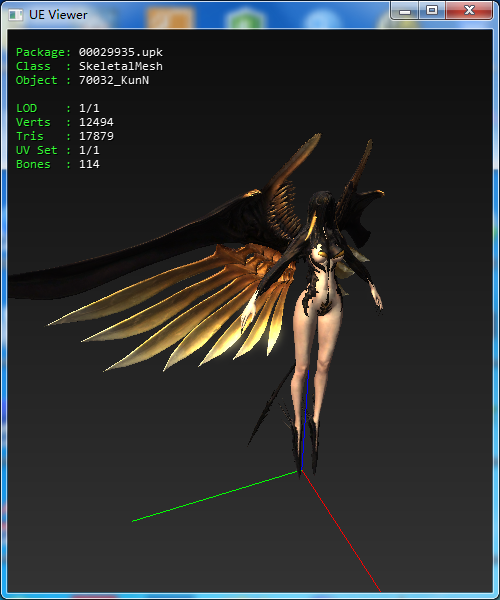 UE Viewer
Package: 00029935.upk
Class : SkeletalMesh
Object : 70032_KunN
LOD : 1/1
Verts : 12494
Tris : 17879
UV Set : 1/1
Bones : 114